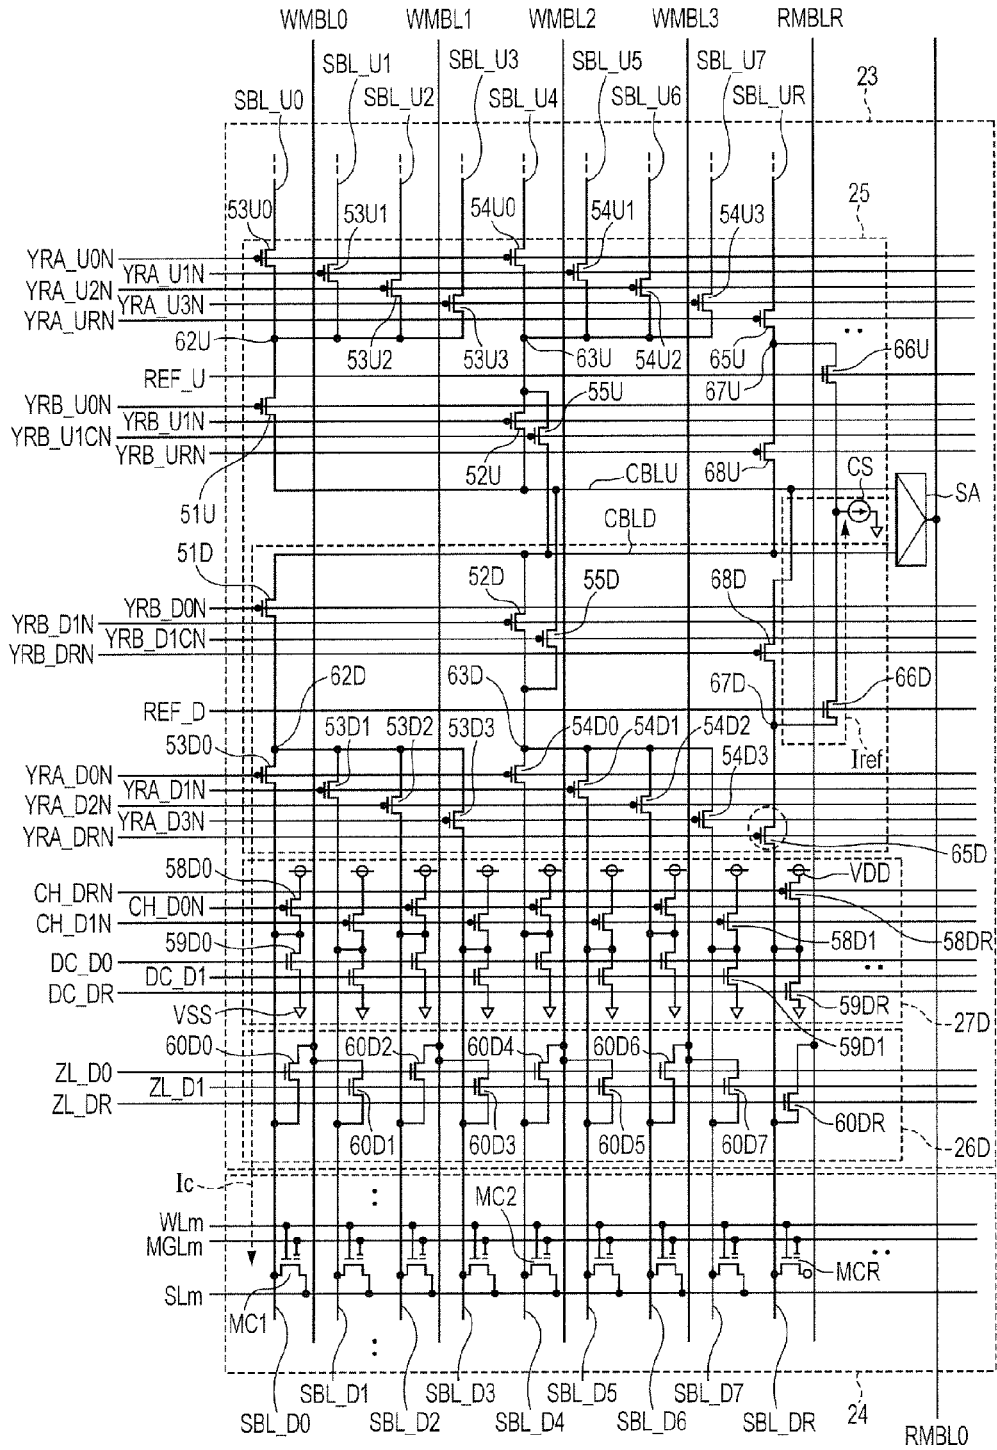 WMBL0 WMBL1 WMBL2 WMBL3 RMBLR
SBL_U1 SBL_U3 SBL_U5 SBL_U7
SBL_U0 SBL_U2 SBL_U4 SBL_U6 SBL_UR 23
53U0 53U1 54U0 54U1 54U3 25
YRA_U0N
YRA_U1N
YRA_U2N
YRA_U3N
YRA_URN
62U 53U2 53U3 63U 54U2 65U 66U
REF_U 55U 67U
YRB_U0N
YRB_U1N
YRB_U1CN
YRB_URN
52U 68U CS
51U CBLU SA
CBLD
51D 52D 55D 68D
YRB_D0N
YRB_D1N
YRB_D1CN
YRB_DRN
62D 63D 67D 66D
REF_D
53D0 53D1 53D2 53D3 54D0 54D1 54D2 54D3 Iref
YRA_D0N
YRA_D1N
YRA_D2N
YRA_D3N
YRA_DRN
65D
58D0 VDD
CH_DRN
CH_D0N
CH_D1N
59D0 58D1 58DR
DC_D0
DC_D1
DC_DR
VSS 59DR 27D
60D0 60D2 60D4 60D6 59D1
ZL_D0
ZL_D1
ZL_DR
60D1 60D3 60D5 60D7 60DR 26D
Ic
MC2
WLm
MGLm
MCR
SLm
MC1
SBL_D1 SBL_D3 SBL_D5 SBL_D7 24
SBL_D0 SBL_D2 SBL_D4 SBL_D6 SBL_DR RMBL0